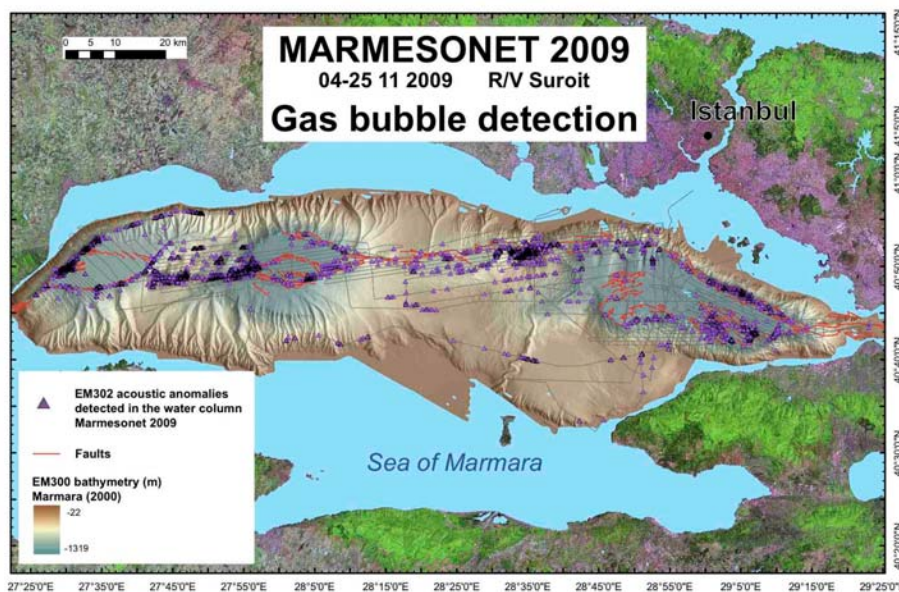 MARMESONET 2009
04-25 11 2009 R/V Suroit
Gas bubble detection
0 5 10 20 km
Istanbul
Sea of Marmara
EM302 acoustic anomalies
detected in the water column
Marmesonet 2009
Faults
EM300 bathymetry (m)
Marmara (2000)
-22
-1319
27°25'0"E 27°35'0"E 27°45'0"E 27°55'0"E 28°5'0"E 28°15'0"E 28°25'0"E 28°35'0"E 28°45'0"E 28°55'0"E 29°5'0"E 29°15'0"E 29°25'0"E